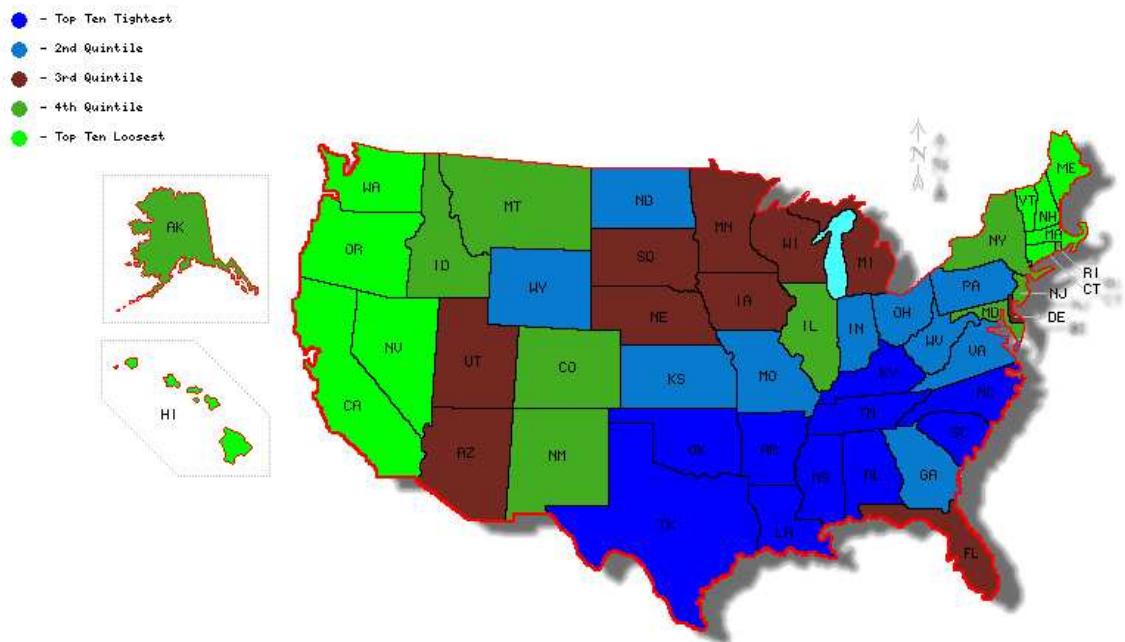 - Top Ten Tightest
- 2nd Quintile
- 3rd Quintile
- 4th Quintile
- Top Ten Loosest
N
ME
WA
VT
AK
ND
NH
MT
MN
MA
OR
NY
WI
ID
SD
MI
RI
WY
PA
CT
IA
NJ
NE
OH
MD
IL
IN
DE
NV
UT
WV
CO
VA
KS
MO
KY
CA
NC
HI
TN
SC
AZ
OK
AR
NM
MS
AL
GA
TX
LA
FL